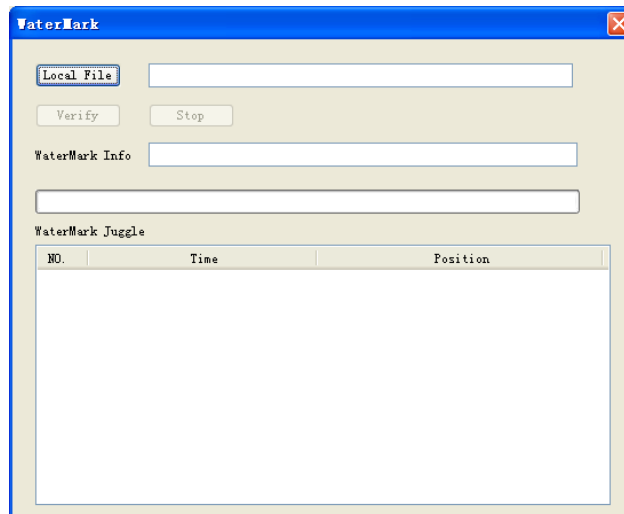 WaterMark
Local File
Verify Stop
WaterMark Info
WaterMark Juggle
NO. Time Position